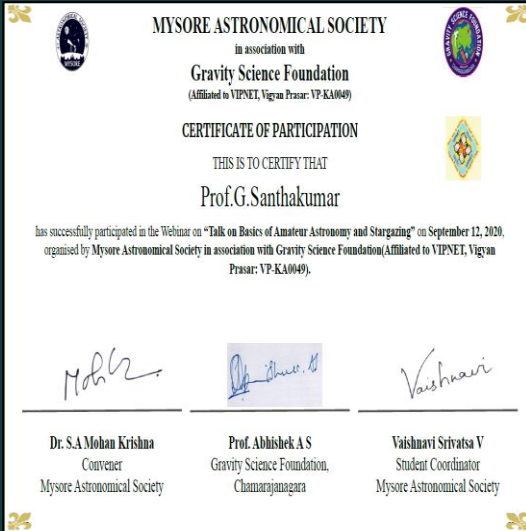 MYSORE ASTRONOMICAL SOCIETY
in association with
Gravity Science Foundation
(Affiliated to VIPNET, Vigyan Prasar: VP-KA0049)
CERTIFICATE OF PARTICIPATION
THIS IS TO CERTIFY THAT
Prof.G.Santhakumar
has successfully participated in the Webinar on “Talk on Basics of Amateur Astronomy and Stargazing” on September 12, 2020,
organised by Mysore Astronomical Society in association with Gravity Science Foundation(Affiliated to VIPNET, Vigyan
Prasar: VP-KA0049).
Vaishnavi
Dr. S.A Mohan Krishna
Convener
Mysore Astronomical Society
Prof. Abhishek A S
Gravity Science Foundation,
Chamarajanagara
Vaishnavi Srivatsa V
Student Coordinator
Mysore Astronomical Society
MYSORE
GRAVITY SCIENCE FOUNDATION